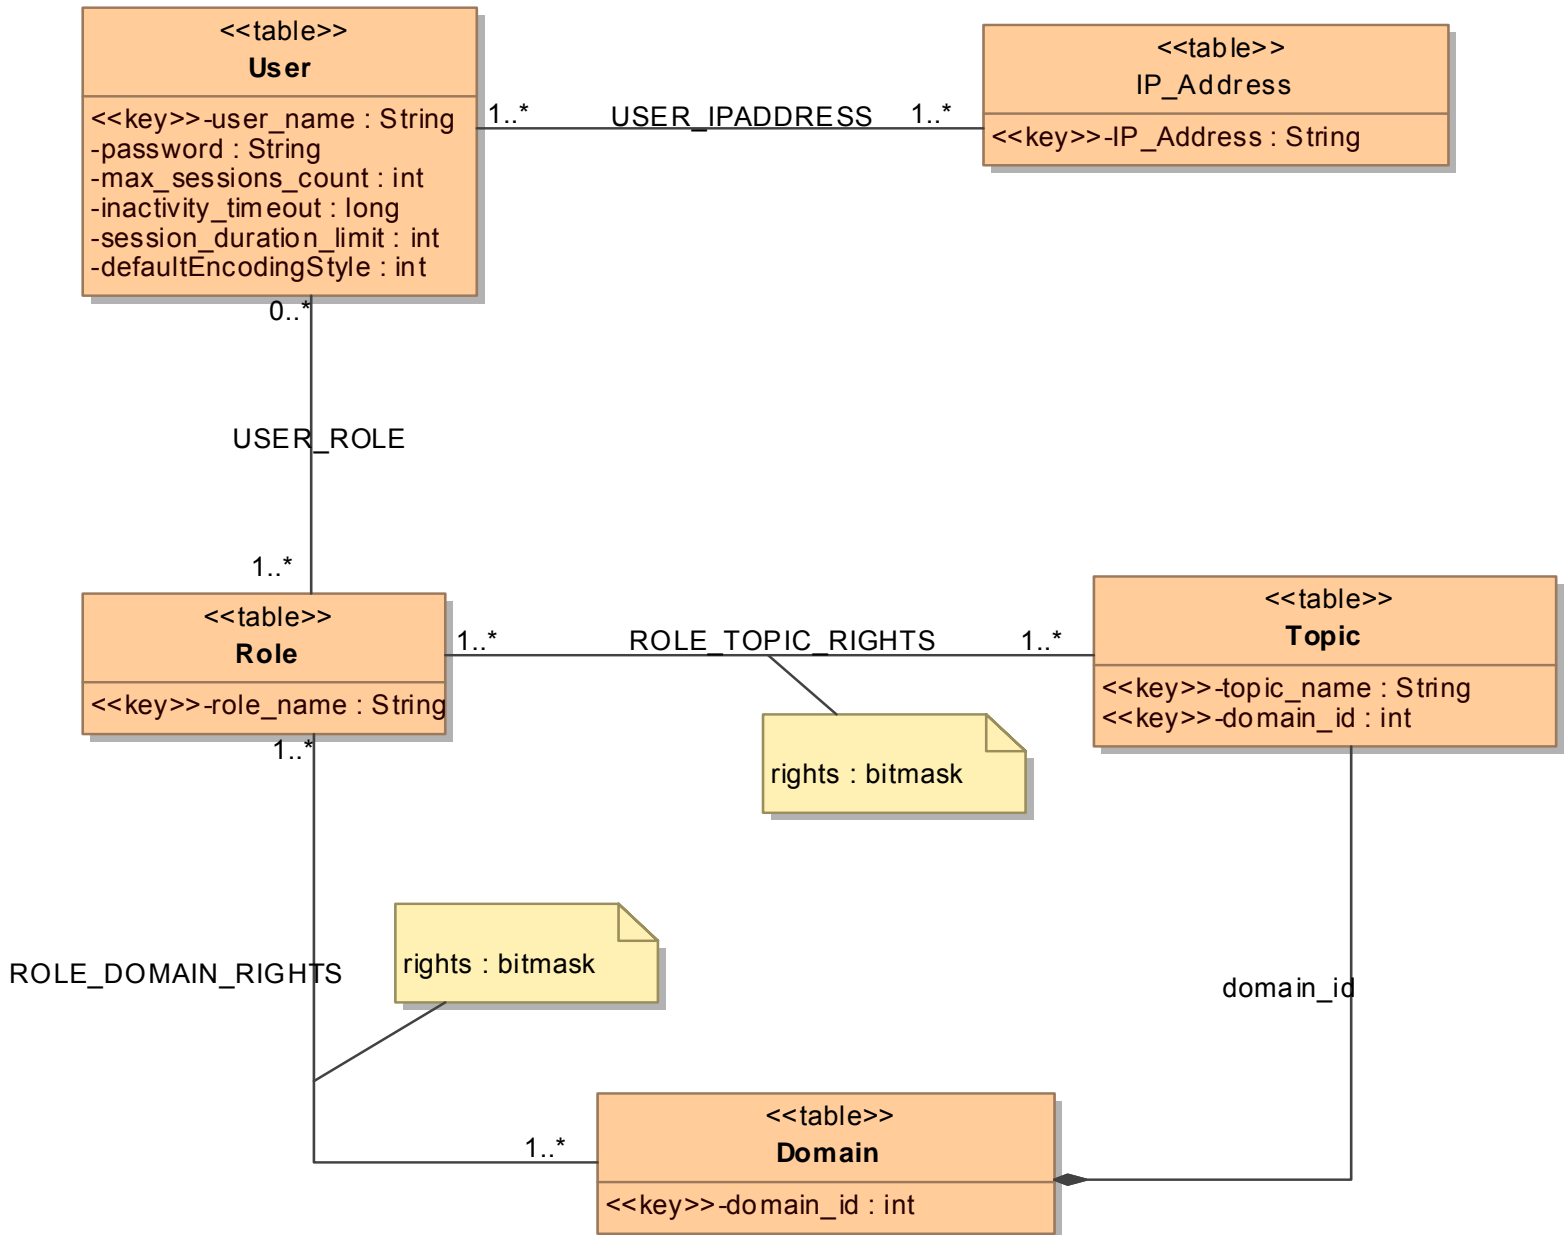 <<table>>
User
<<key>>-user_name : String
-password : String
-max_sessions_count : int
-inactivity_timeout : long
-session_duration_limit : int
-defaultEncodingStyle : int
1..*
USER_IPADDRESS
1..*
<<table>>
IP_Address
<<key>>-IP_Address : String
0..*
USER_ROLE
1..*
<<table>>
Role
<<key>>-role_name : String
1..*
ROLE_TOPIC_RIGHTS
1..*
<<table>>
Topic
<<key>>-topic_name : String
<<key>>-domain_id : int
rights : bitmask
1..*
rights : bitmask
ROLE_DOMAIN_RIGHTS
domain_id
1..*
<<table>>
Domain
<<key>>-domain_id : int